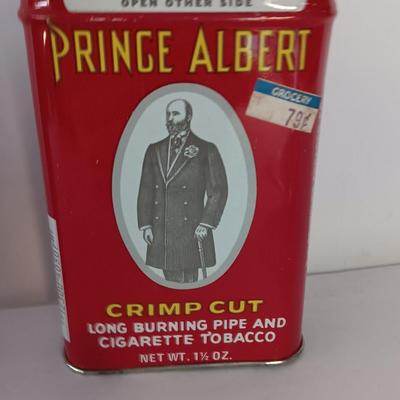 OPEN OTHER SIDE
PRINCE ALBERT
GROCERY
79¢
CRIMP CUT
LONG BURNING PIPE AND
CIGARETTE TOBACCO
NET WT. 1½ OZ.